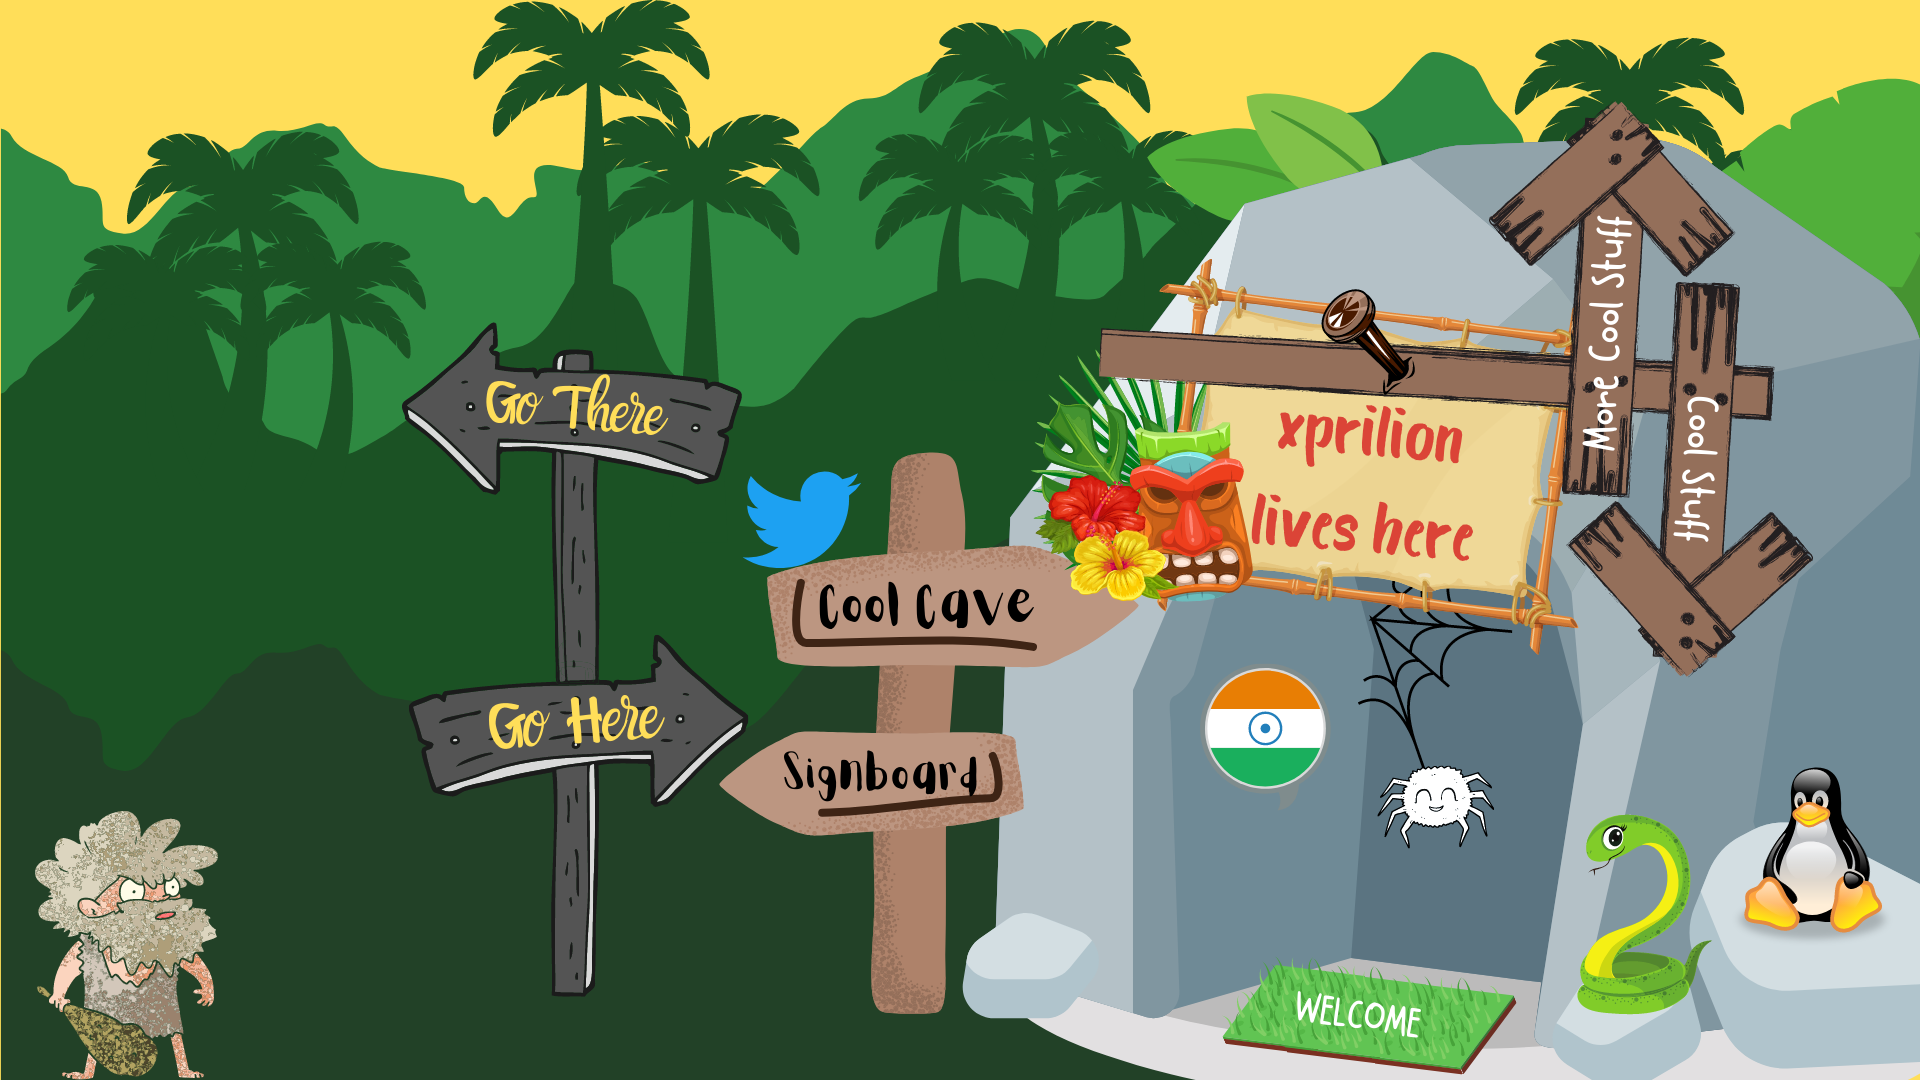 Go There
Go Here
Cool Cave
Signboard
xprilion
lives here
More Cool Stuff
Cool Stuff
WELCOME